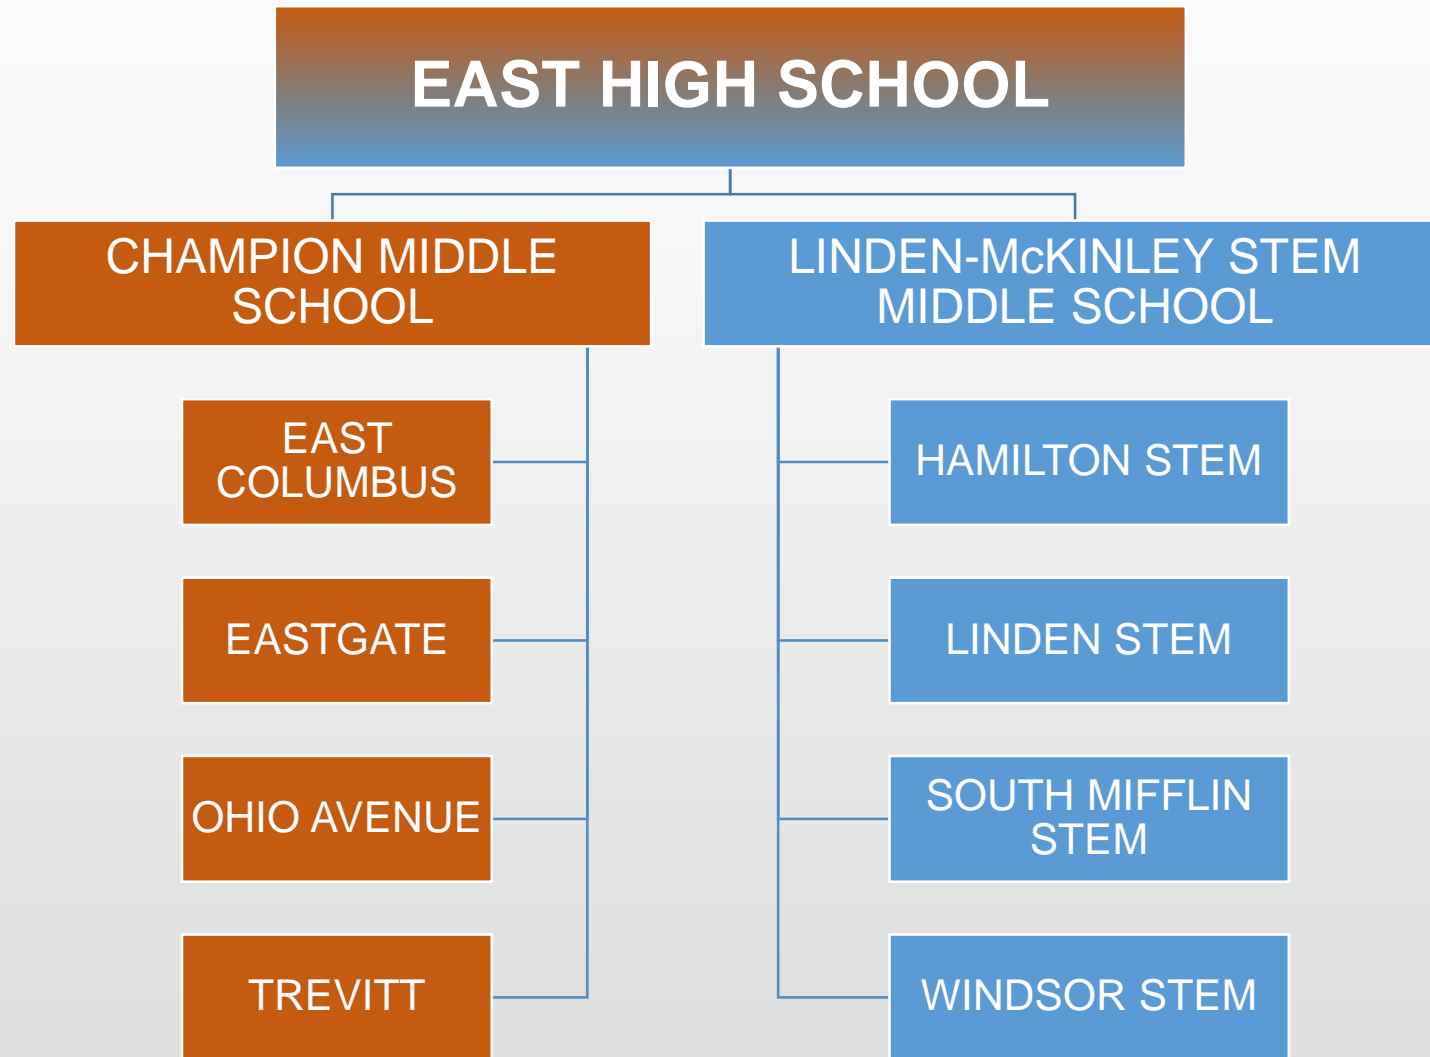 EAST HIGH SCHOOL
CHAMPION MIDDLE
SCHOOL
LINDEN-McKINLEY STEM
MIDDLE SCHOOL
EAST
COLUMBUS
EASTGATE
OHIO AVENUE
TREVITT
HAMILTON STEM
LINDEN STEM
SOUTH MIFFLIN
STEM
WINDSOR STEM